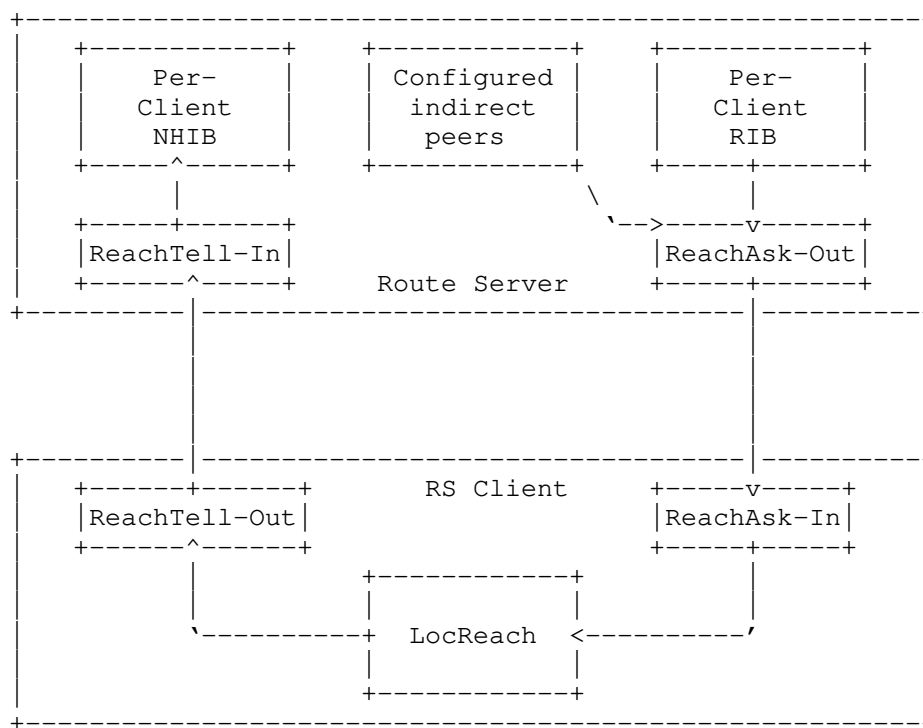 Per- Configured Per-
Client indirect Client
NHIB peers RIB
ReachTell-In ReachAsk-Out
Route Server
RS Client
ReachTell-Out ReachAsk-In
LocReach